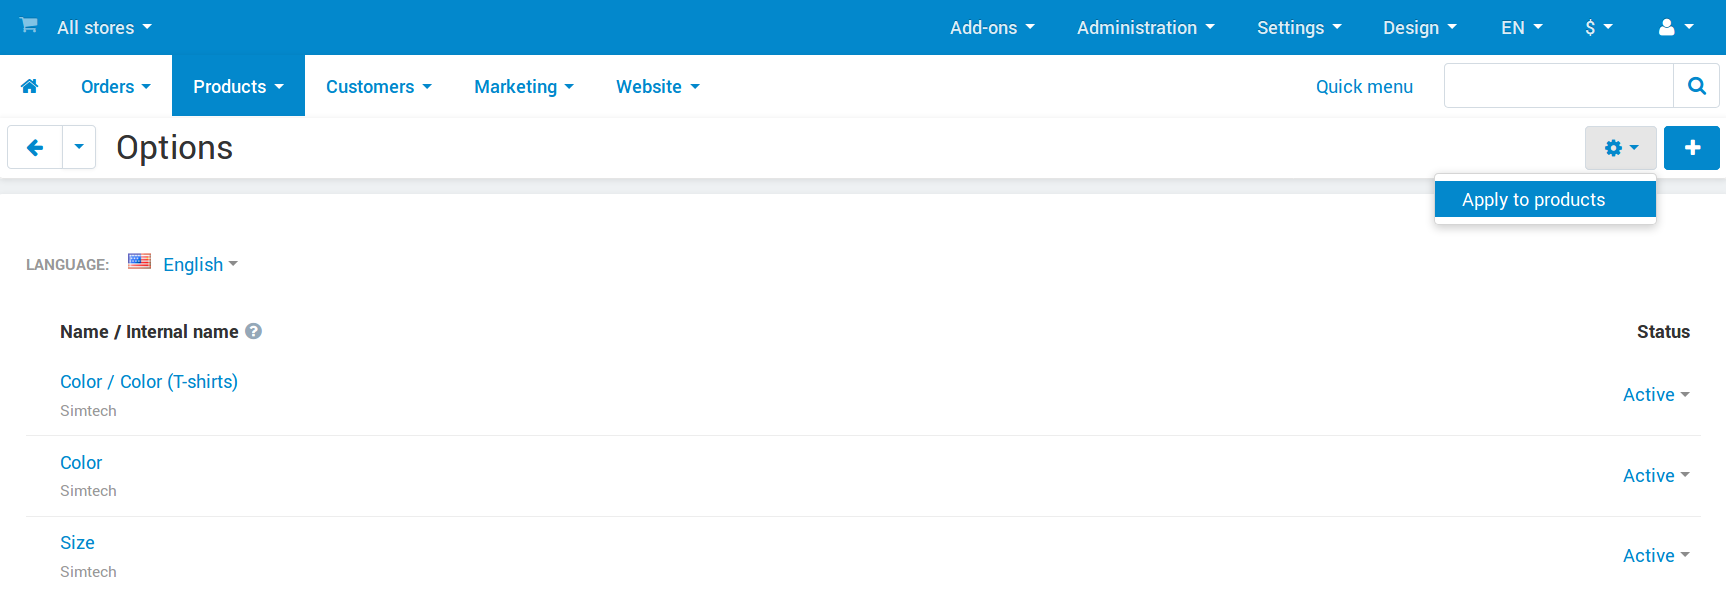 All stores Add-ons Administration Settings Design EN $
Orders Products Customers Marketing Website Quick menu
Options
Apply to products
LANGUAGE: English
Name / Internal name ? Status
Color / Color (T-shirts)
Simtech
Active
Color
Simtech
Active
Size
Simtech
Active